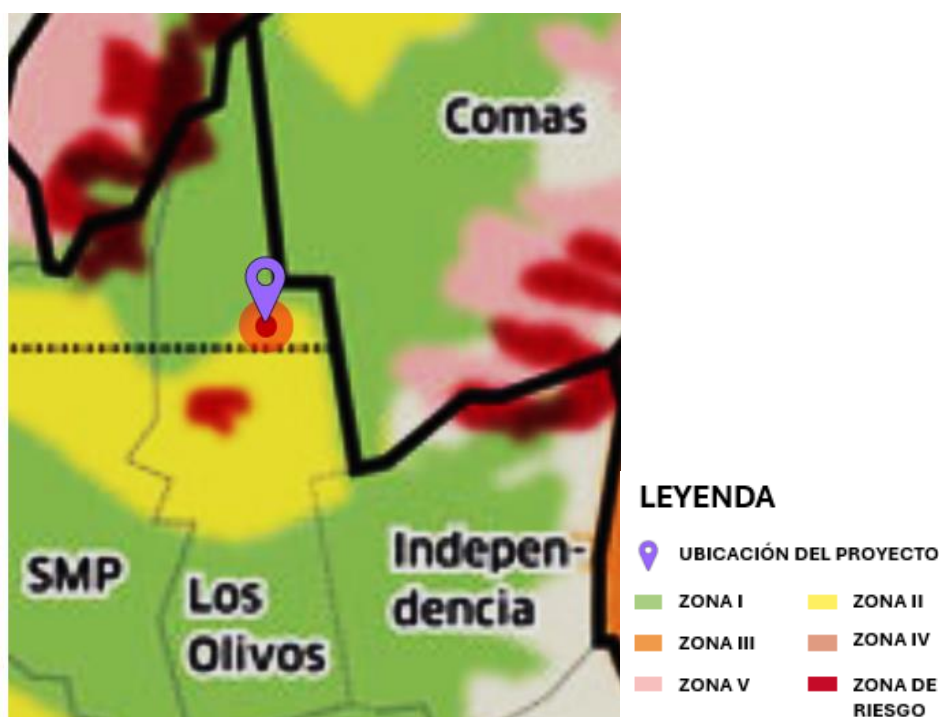 Comas
SMP
Los
Olivos
Indepen-
dencia
LEYENDA
UBICACIÓN DEL PROYECTO
ZONA I
ZONA II
ZONA III
ZONA IV
ZONA V
ZONA DE
RIESGO